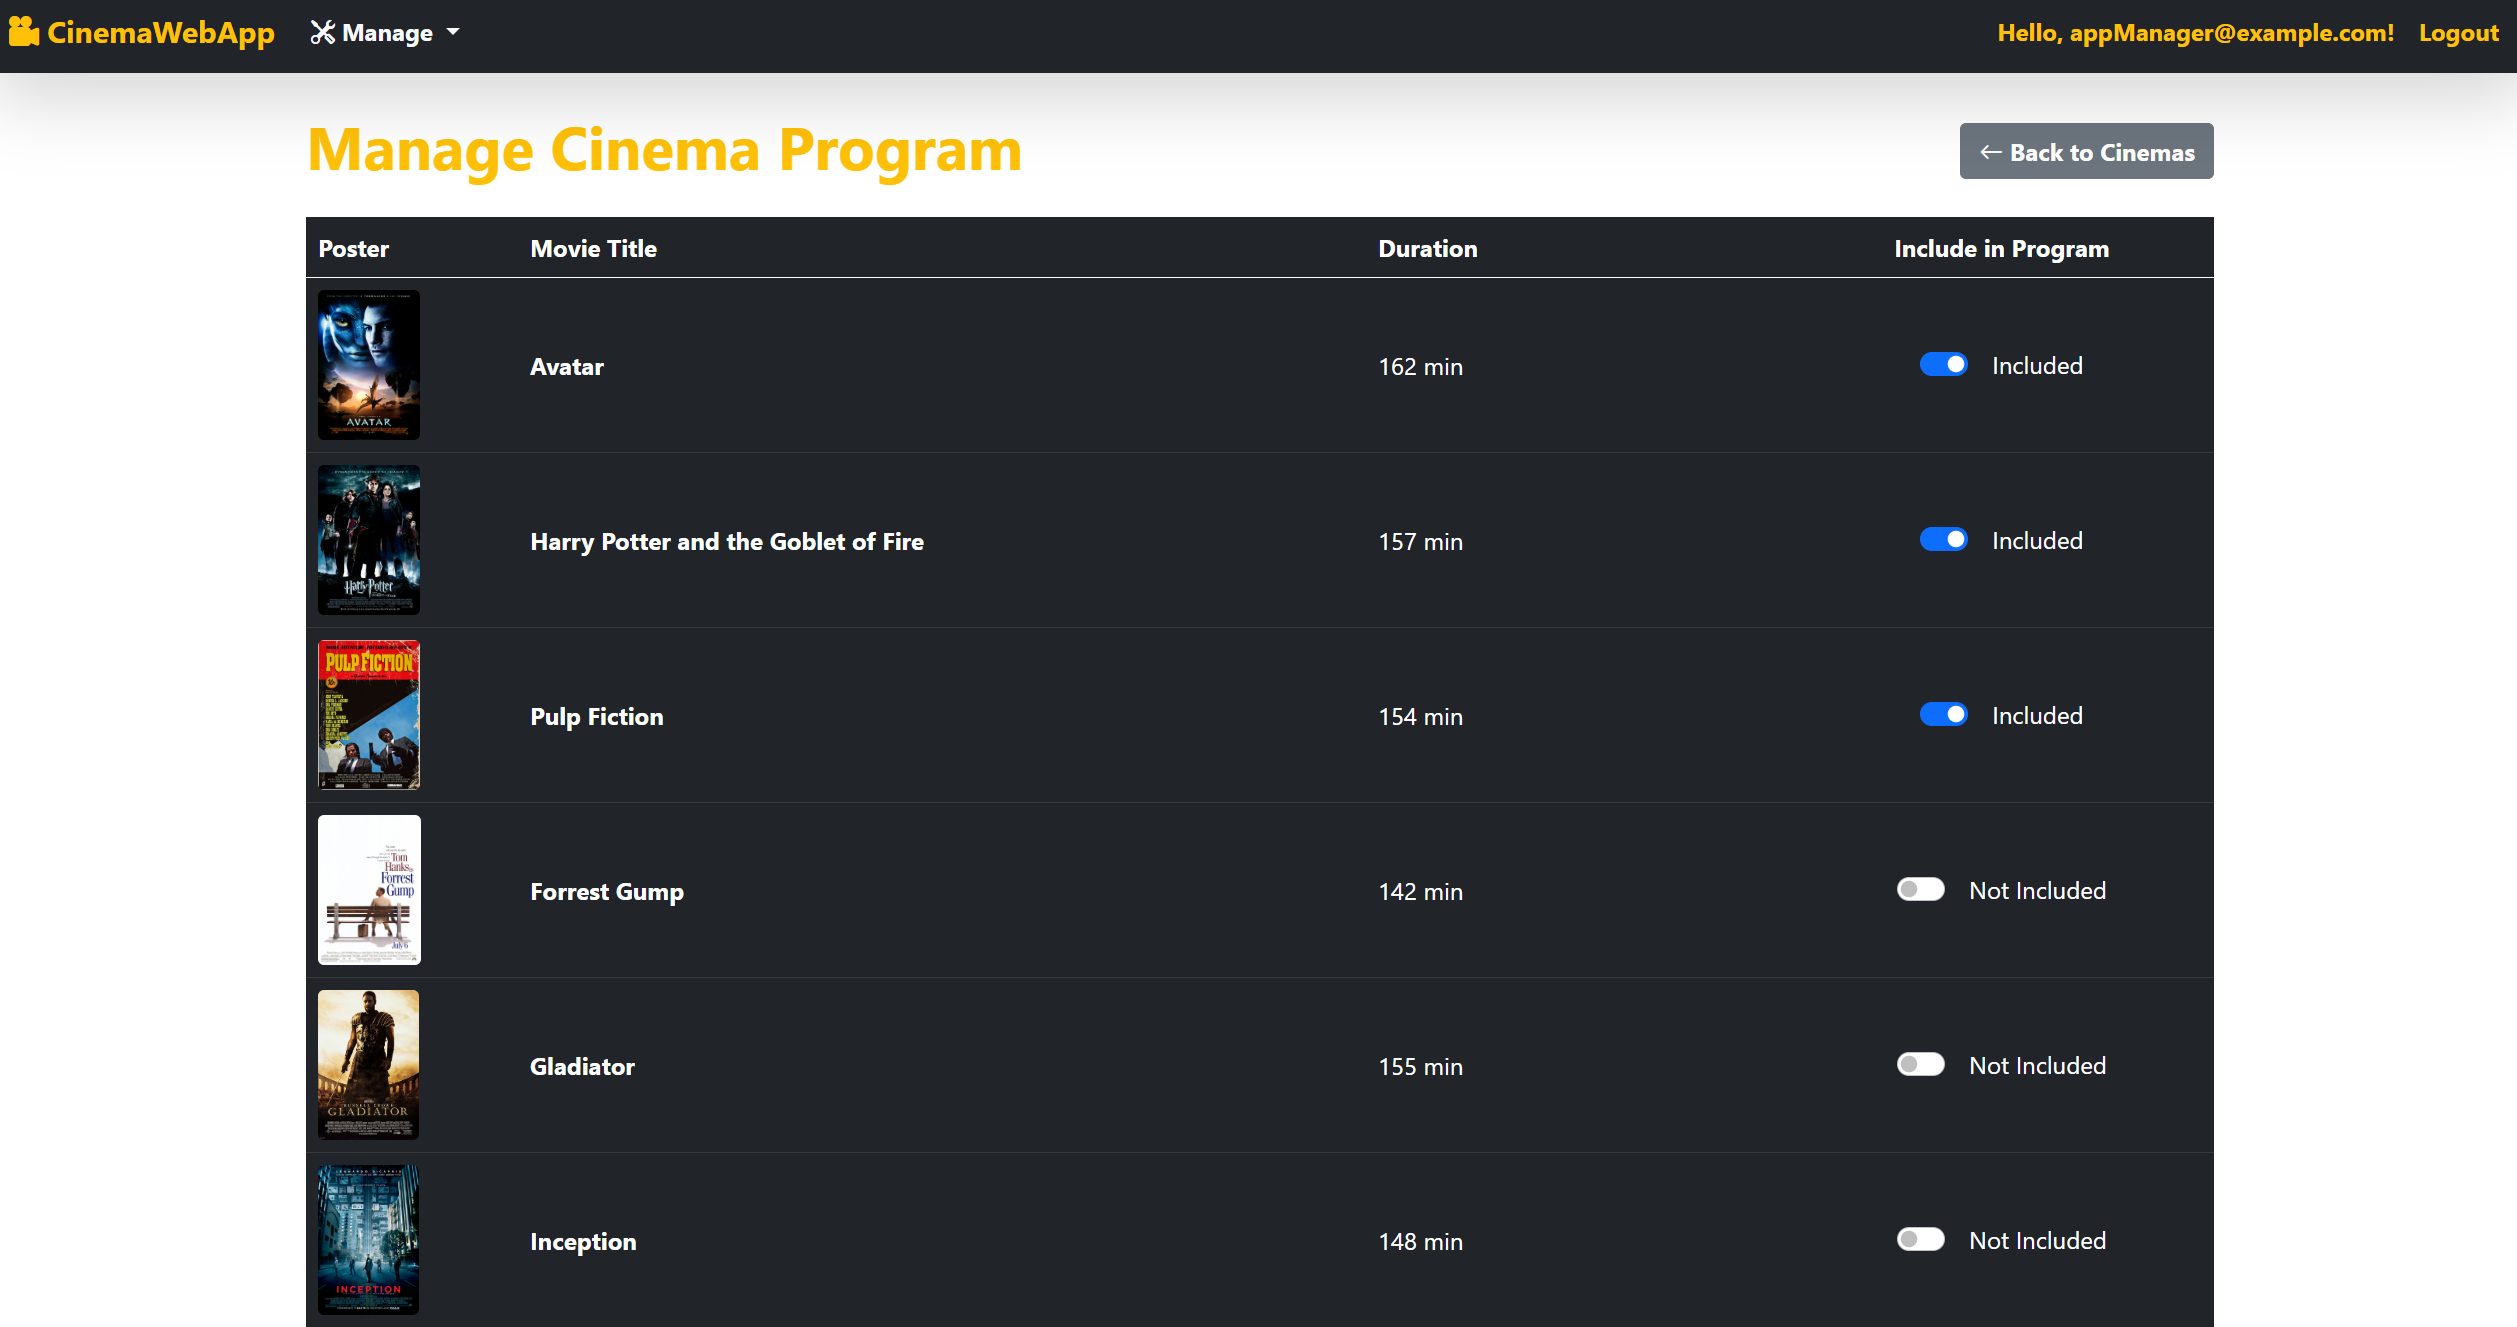 CinemaWebApp Manage Hello, appManager@example.com! Logout
Manage Cinema Program ← Back to Cinemas
Poster Movie Title Duration Include in Program
AVATAR
Avatar 162 min Included
Harry Potter
Harry Potter and the Goblet of Fire 157 min Included
PULP FICTION
Pulp Fiction 154 min Included
Tom
Hanks
Forrest
Gump
July 6
Forrest Gump 142 min Not Included
GLADIATOR
Gladiator 155 min Not Included
INCEPTION
Inception 148 min Not Included